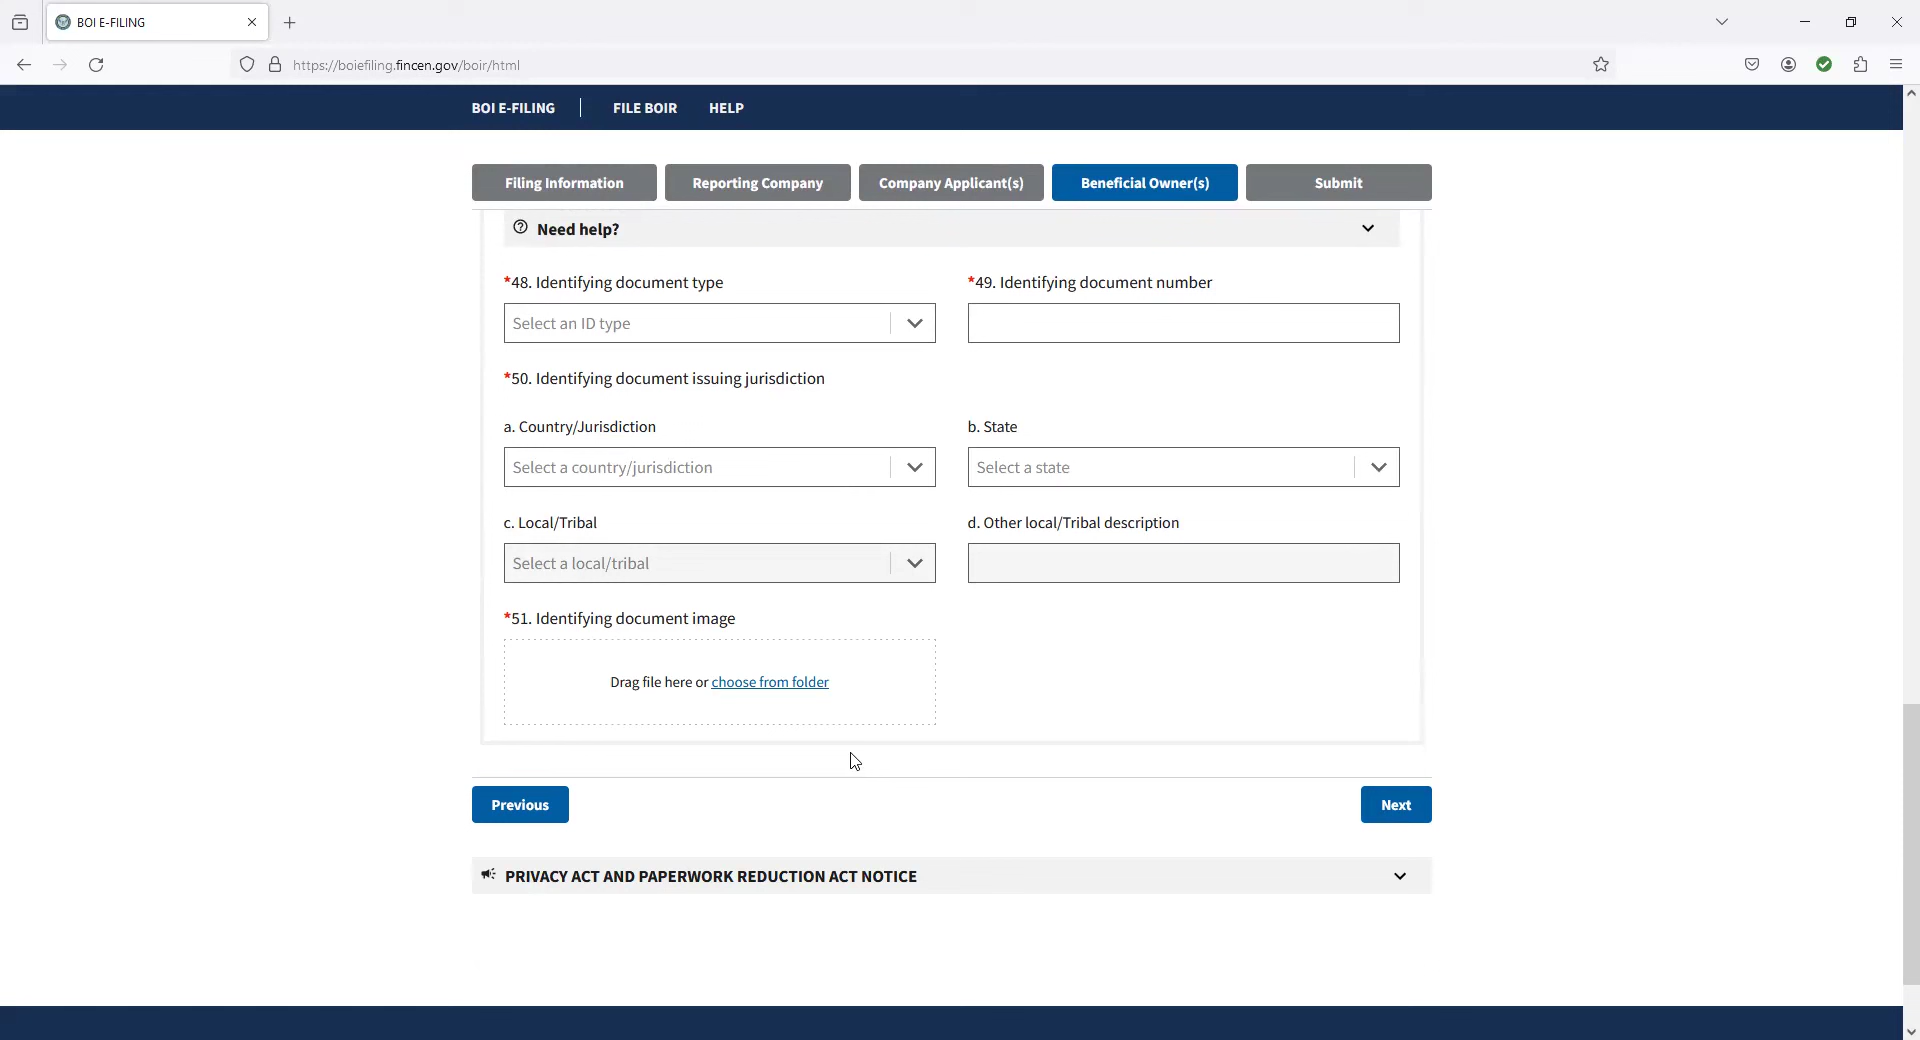 BOI E-FILING
https://boiefiling.fincen.gov/boir/html
BOI E-FILING FILE BOIR HELP
Filing Information Reporting Company Company Applicant(s) Beneficial Owner(s) Submit
Need help?
*48. Identifying document type *49. Identifying document number
Select an ID type
*50. Identifying document issuing jurisdiction
a. Country/Jurisdiction b. State
Select a country/jurisdiction Select a state
c. Local/Tribal d. Other local/Tribal description
Select a local/tribal
*51. Identifying document image
Drag file here or choose from folder
Previous Next
PRIVACY ACT AND PAPERWORK REDUCTION ACT NOTICE